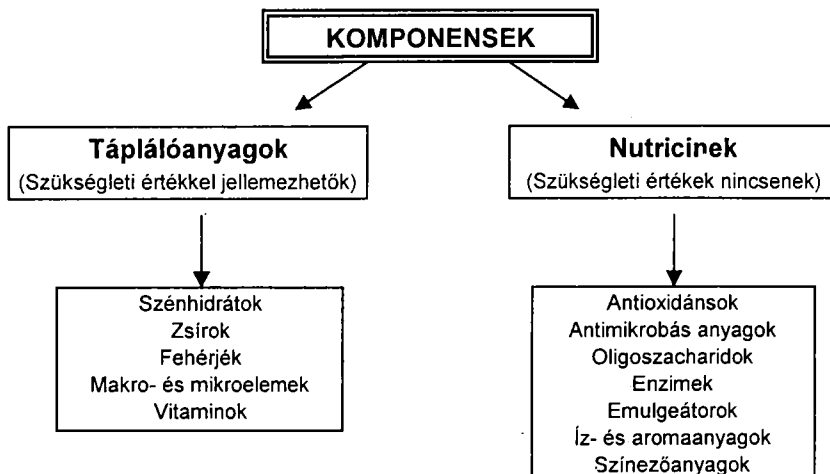 KOMPONENSEK
Táplálóanyagok
(Szükségleti értékkel jellemezhetők)
Szénhidrátok
Zsírok
Fehérjék
Makro- és mikroelemek
Vitaminok
Nutricinek
(Szükségleti értékek nincsenek)
Antioxidánsok
Antimikrobás anyagok
Oligoszacharidok
Enzimek
Emulgeátorok
Íz- és aromaanyagok
Színezőanyagok